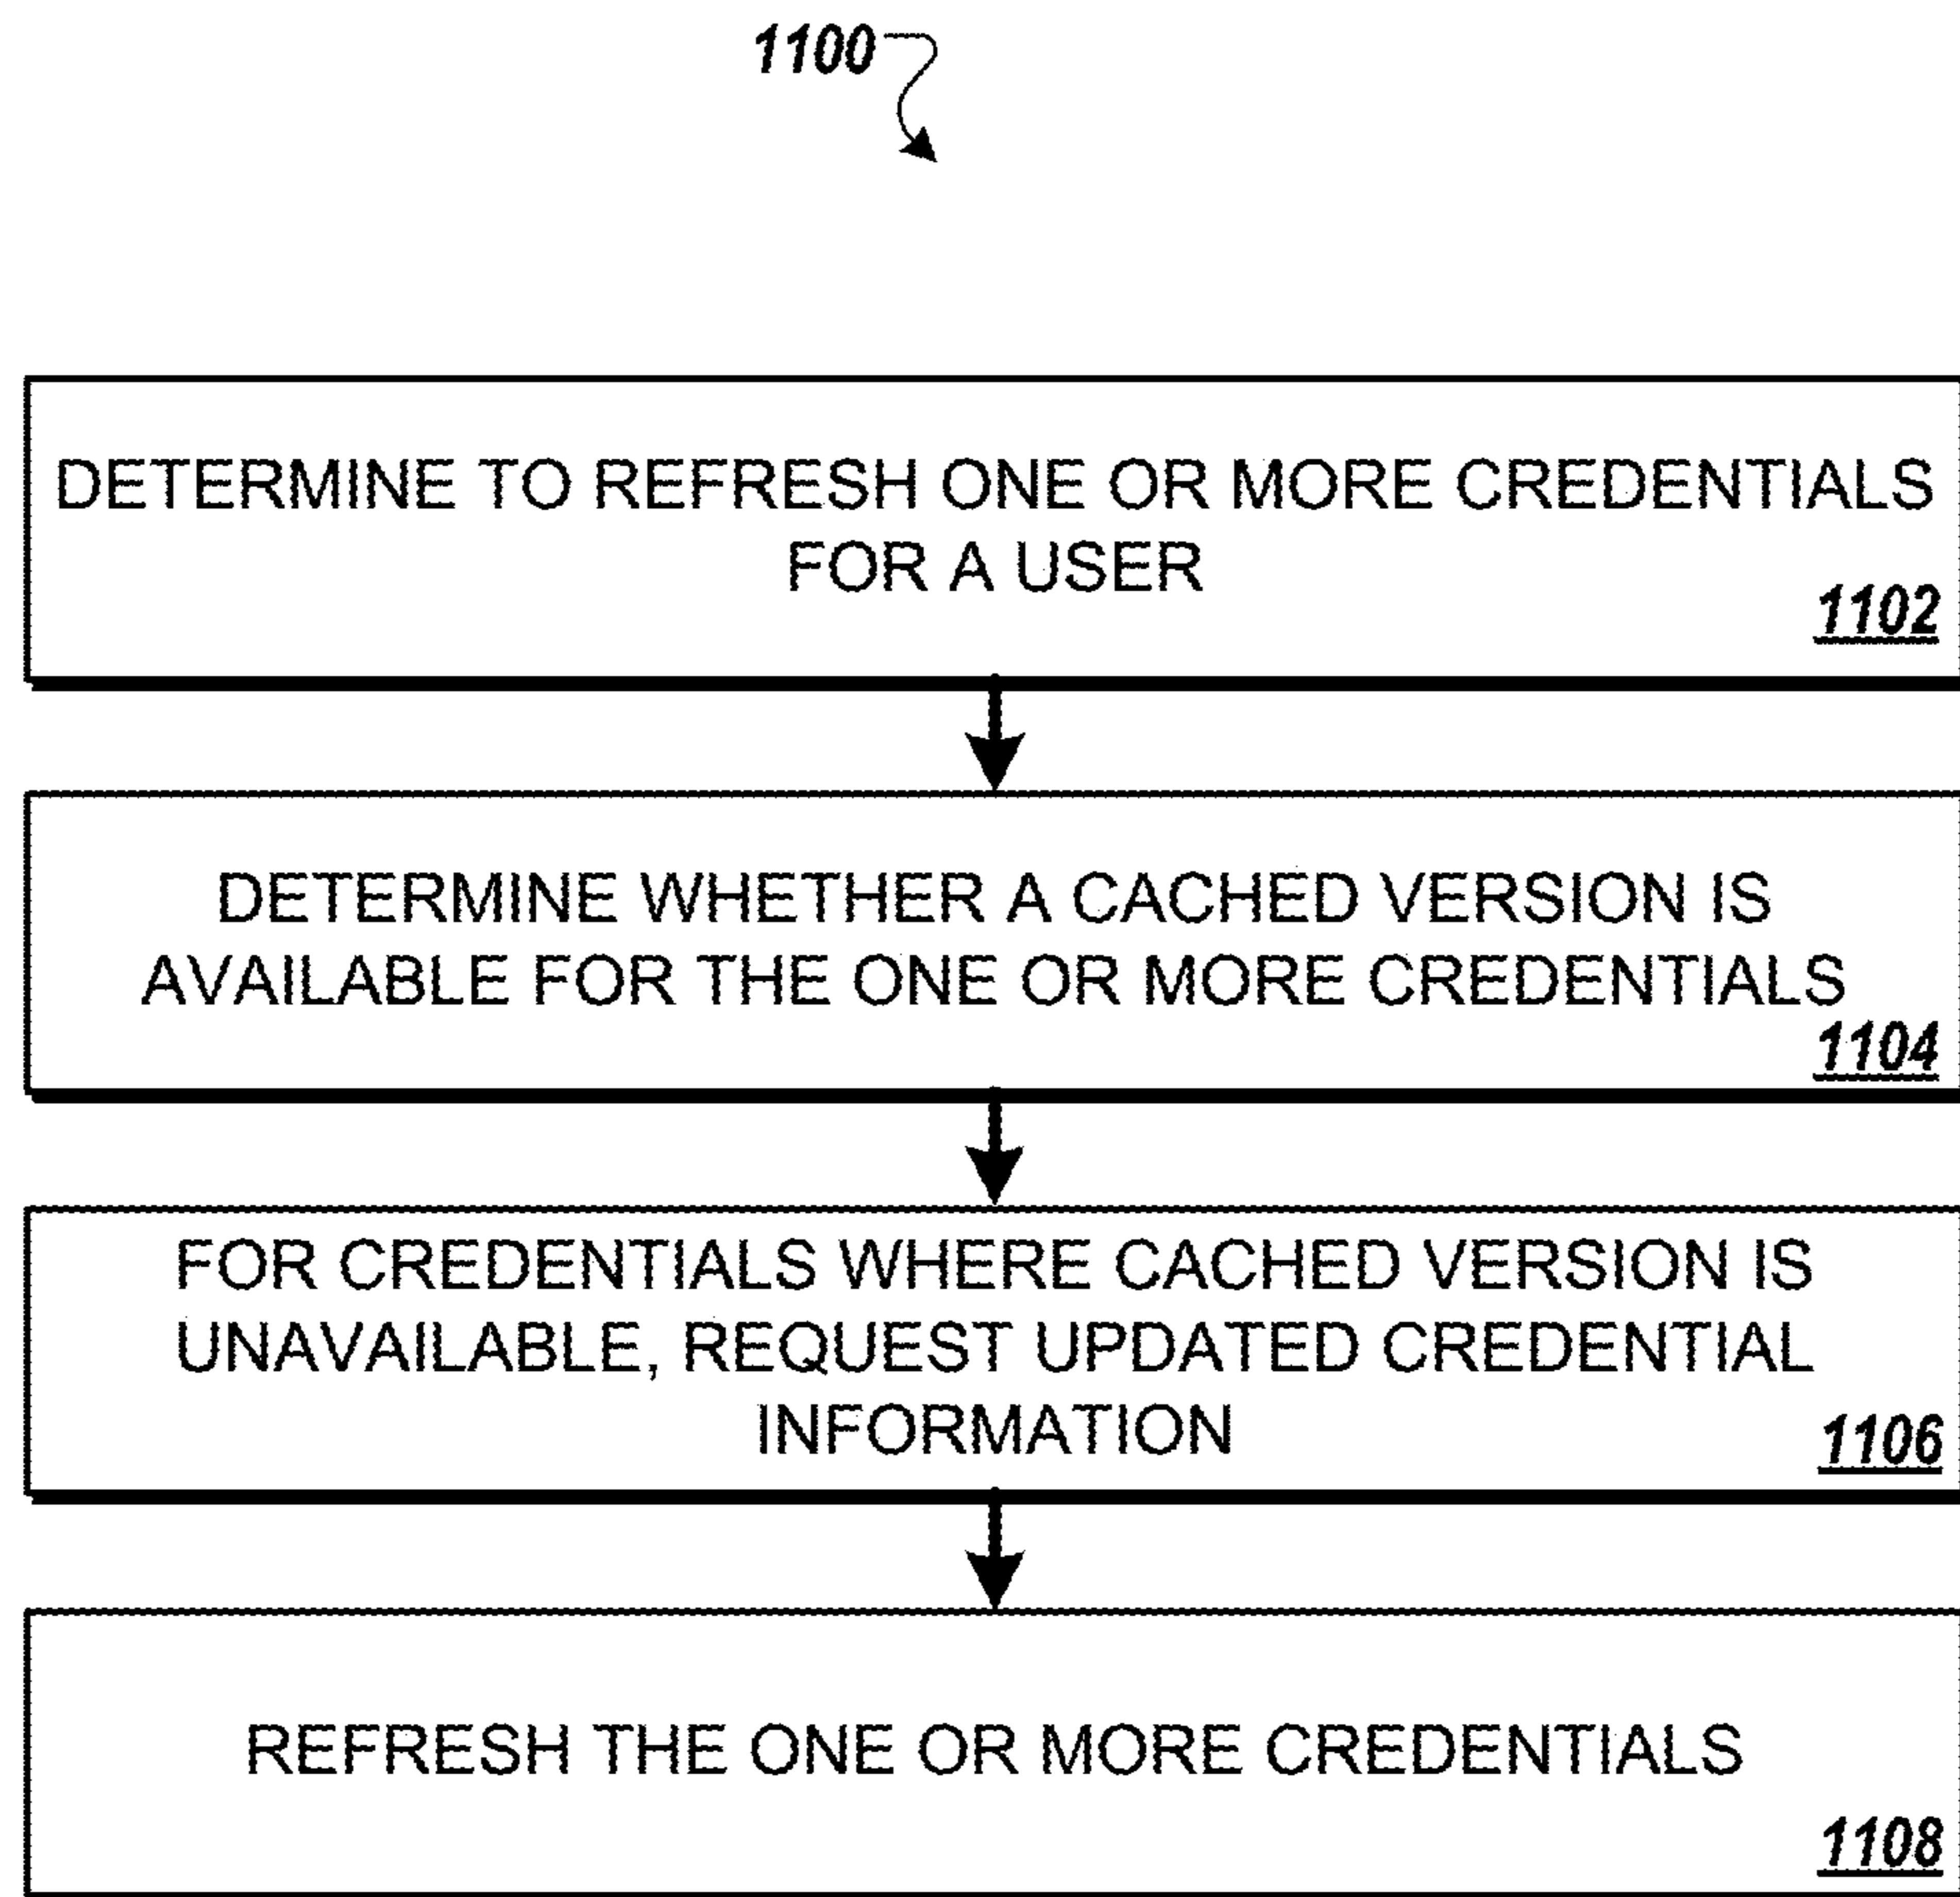 1100
DETERMINE TO REFRESH ONE OR MORE CREDENTIALS
FOR A USER
1102
DETERMINE WHETHER A CACHED VERSION IS
AVAILABLE FOR THE ONE OR MORE CREDENTIALS
1104
FOR CREDENTIALS WHERE CACHED VERSION IS
UNAVAILABLE, REQUEST UPDATED CREDENTIAL
INFORMATION
1106
REFRESH THE ONE OR MORE CREDENTIALS
1108